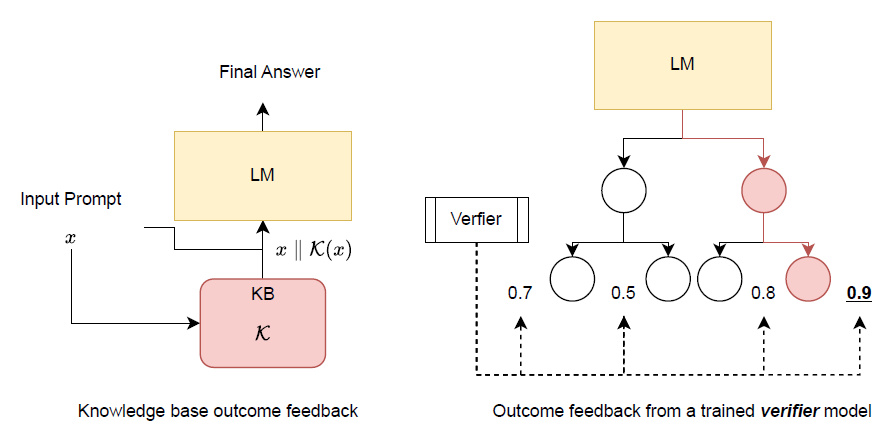 Final Answer
LM
Input Prompt
x
x ∥ 𝒦(x)
KB
𝒦
Knowledge base outcome feedback
LM
Verfier
0.7
0.5
0.8
0.9
Outcome feedback from a trained verifier model